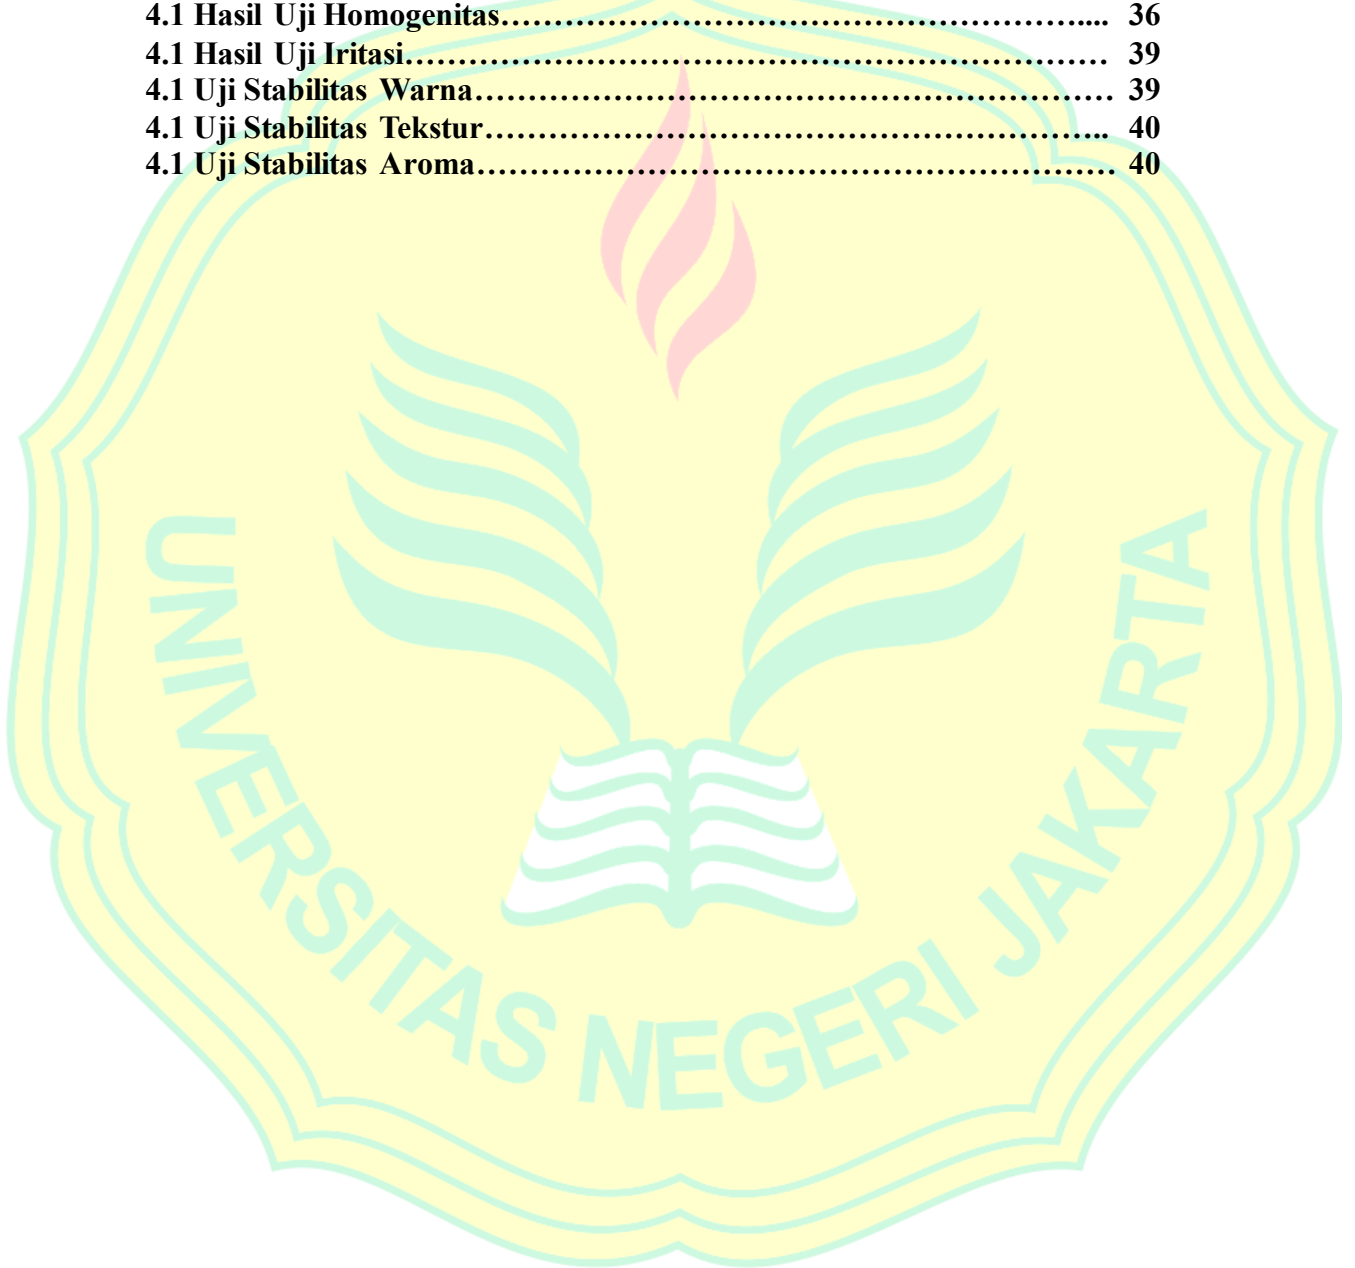 4.1 Hasil Uji Homogenitas…………………………………………………….... 36
4.1 Hasil Uji Iritasi………………………………………………………… 39
4.1 Uji Stabilitas Warna…………………………………………………… 39
4.1 Uji Stabilitas Tekstur………………………………………………….. 40
4.1 Uji Stabilitas Aroma…………………………………………………… 40
UNIVERSITAS NEGERI JAKARTA